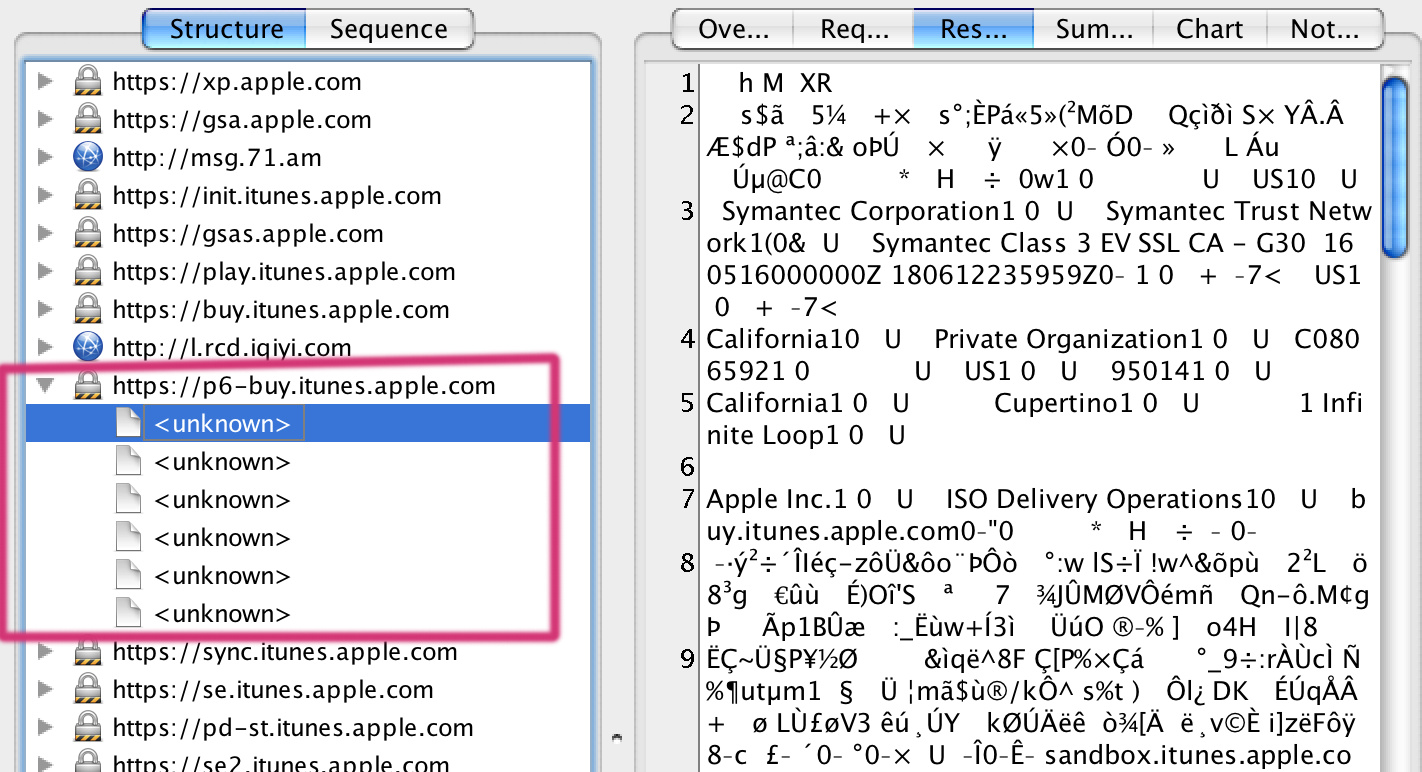 Structure
Sequence
https://xp.apple.com
https://gsa.apple.com
http://msg.71.am
https://init.itunes.apple.com
https://gsas.apple.com
https://play.itunes.apple.com
https://buy.itunes.apple.com
http://l.rcd.iqiyi.com
https://p6-buy.itunes.apple.com
<unknown>
<unknown>
<unknown>
<unknown>
<unknown>
<unknown>
https://sync.itunes.apple.com
https://se.itunes.apple.com
https://pd-st.itunes.apple.com
https://se2.itunes.apple.com
Ove...
Req...
Res...
Sum...
Chart
Not...
1 h M XR
2 s$ã 5¼ +× s°;ÈPá«5»(²MõD Qçìðì S× YÂ.Â
Æ$dP ª;â:& oÞÚ × ÿ ×0- Ó0- » L Áu
Úµ@C0 * H ÷ 0w1 0 U US10 U
3 Symantec Corporation1 0 U Symantec Trust Netw
ork1(0& U Symantec Class 3 EV SSL CA - G30 16
0516000000Z 180612235959Z0- 1 0 + -7< US1
0 + -7<
4 California10 U Private Organization1 0 U C080
65921 0 U US1 0 U 950141 0 U
5 California1 0 U Cupertino1 0 U 1 Infi
nite Loop1 0 U
6
7 Apple Inc.1 0 U ISO Delivery Operations10 U b
uy.itunes.apple.com0-"0 * H ÷ - 0-
8 -·ý²÷´Îléç-zôÜ&ôo¨ÞÔò °:w lS÷Ï !w^&õpù 2²L ö
8³g €ûù É)Oî'S ª 7 ¾JÛMØVÔémñ Qn-ô.M¢g
Þ Ãp1BÛæ :_Ëùw+Í3ì ÜúO ®-% ] o4H I|8
9 ËÇ~Ü§P¥½Ø &ìqë^8F Ç[P%×Çá °_9÷:rÀÙcÌ Ñ
%¶utµm1 § Ü ¦mã$ù®/kÔ^ s%t ) Ôl¿ DK ÉÚqÅÂ
+ ø LÙ£øV3 êú¸ÚY kØÚÄëê ò¾[Ä ë¸v©È i]zëFôÿ
8-c £- ´0- °0-× U -Î0-Ê- sandbox.itunes.apple.co